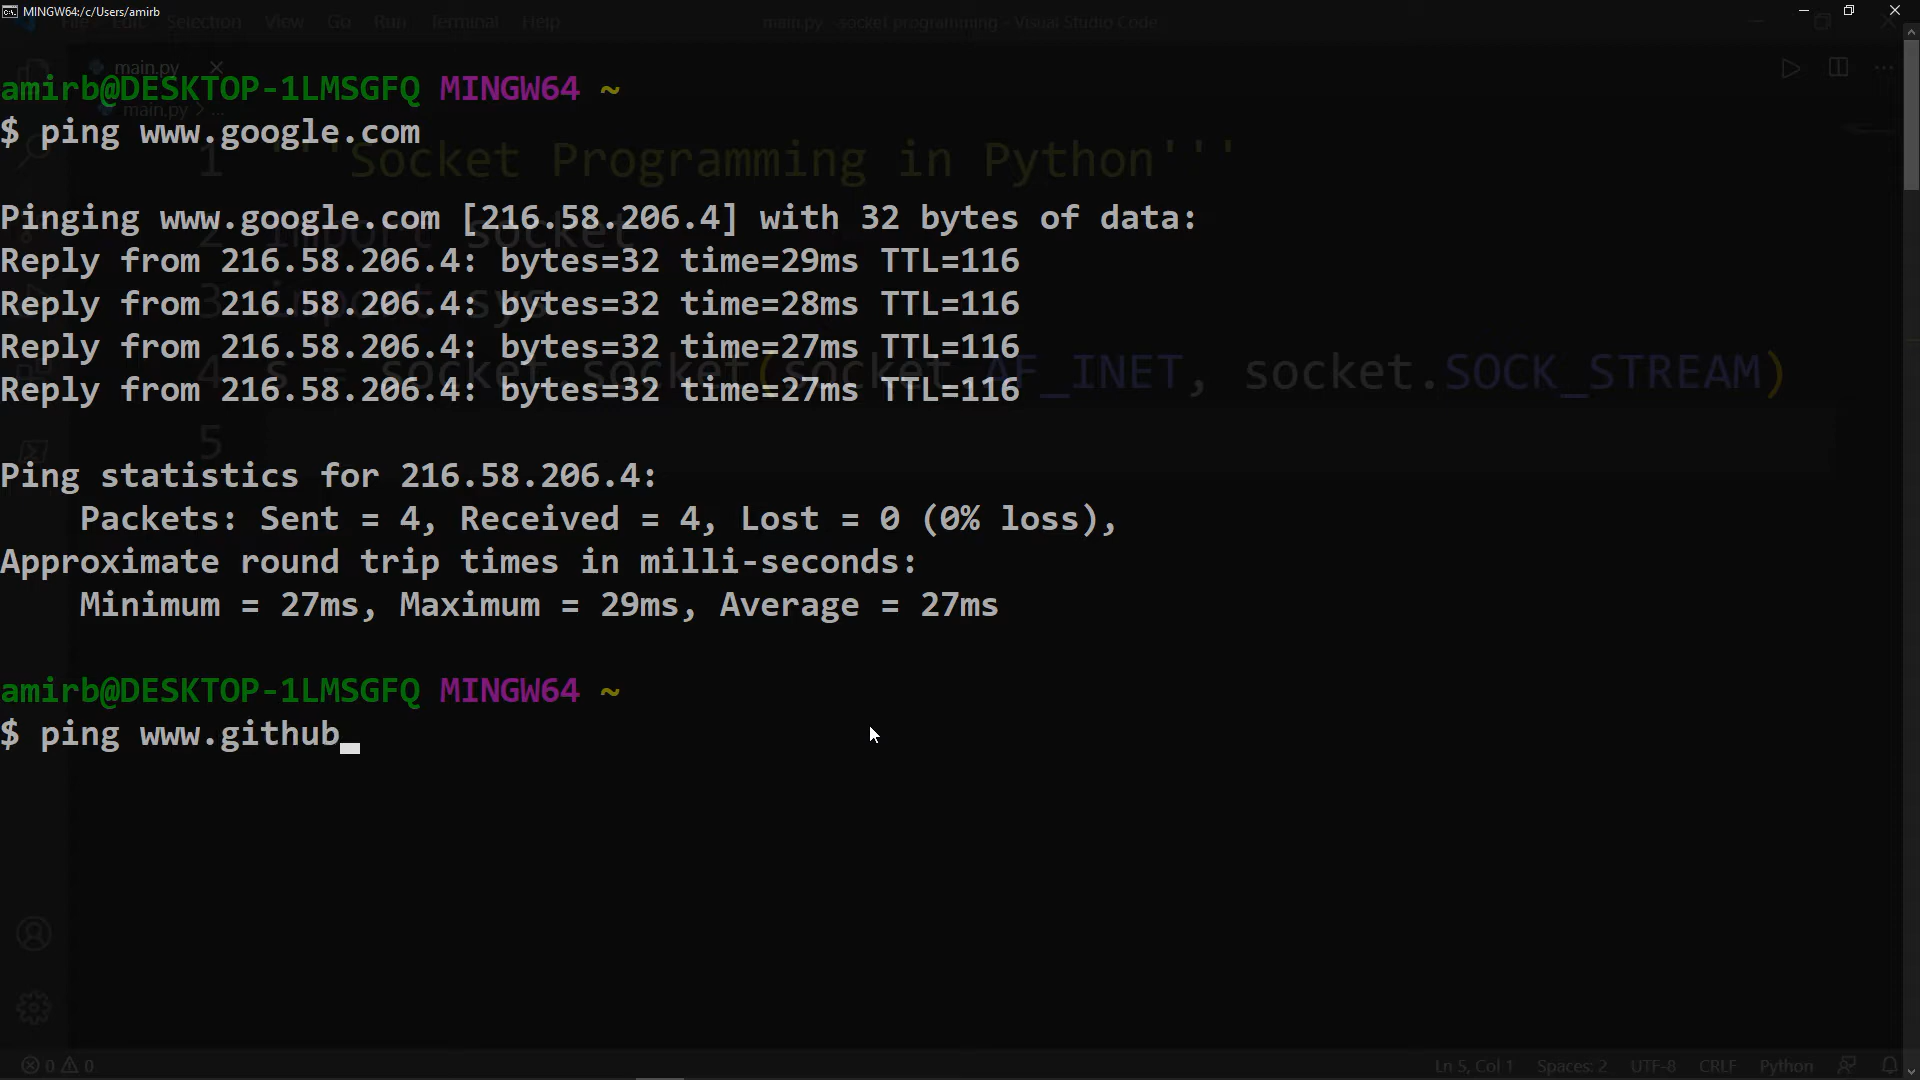 MINGW64:/c/Users/amirb
Selection View Go Run Terminal Help
main.py - socket programming - Visual Studio Code
main.py
amirb@DESKTOP-1LMSGFQ MINGW64 ~
main.py > ...
$ ping www.google.com
1 '''Socket Programming in Python'''
Pinging www.google.com [216.58.206.4] with 32 bytes of data:
2 import socket
Reply from 216.58.206.4: bytes=32 time=29ms TTL=116
3 import sys
Reply from 216.58.206.4: bytes=32 time=28ms TTL=116
Reply from 216.58.206.4: bytes=32 time=27ms TTL=116
4 s = socket.socket(socket.AF_INET, socket.SOCK_STREAM)
Reply from 216.58.206.4: bytes=32 time=27ms TTL=116
5
Ping statistics for 216.58.206.4:
Packets: Sent = 4, Received = 4, Lost = 0 (0% loss),
Approximate round trip times in milli-seconds:
Minimum = 27ms, Maximum = 29ms, Average = 27ms
amirb@DESKTOP-1LMSGFQ MINGW64 ~
$ ping www.github
0 0 Ln 5, Col 1 Spaces: 2 UTF-8 CRLF Python